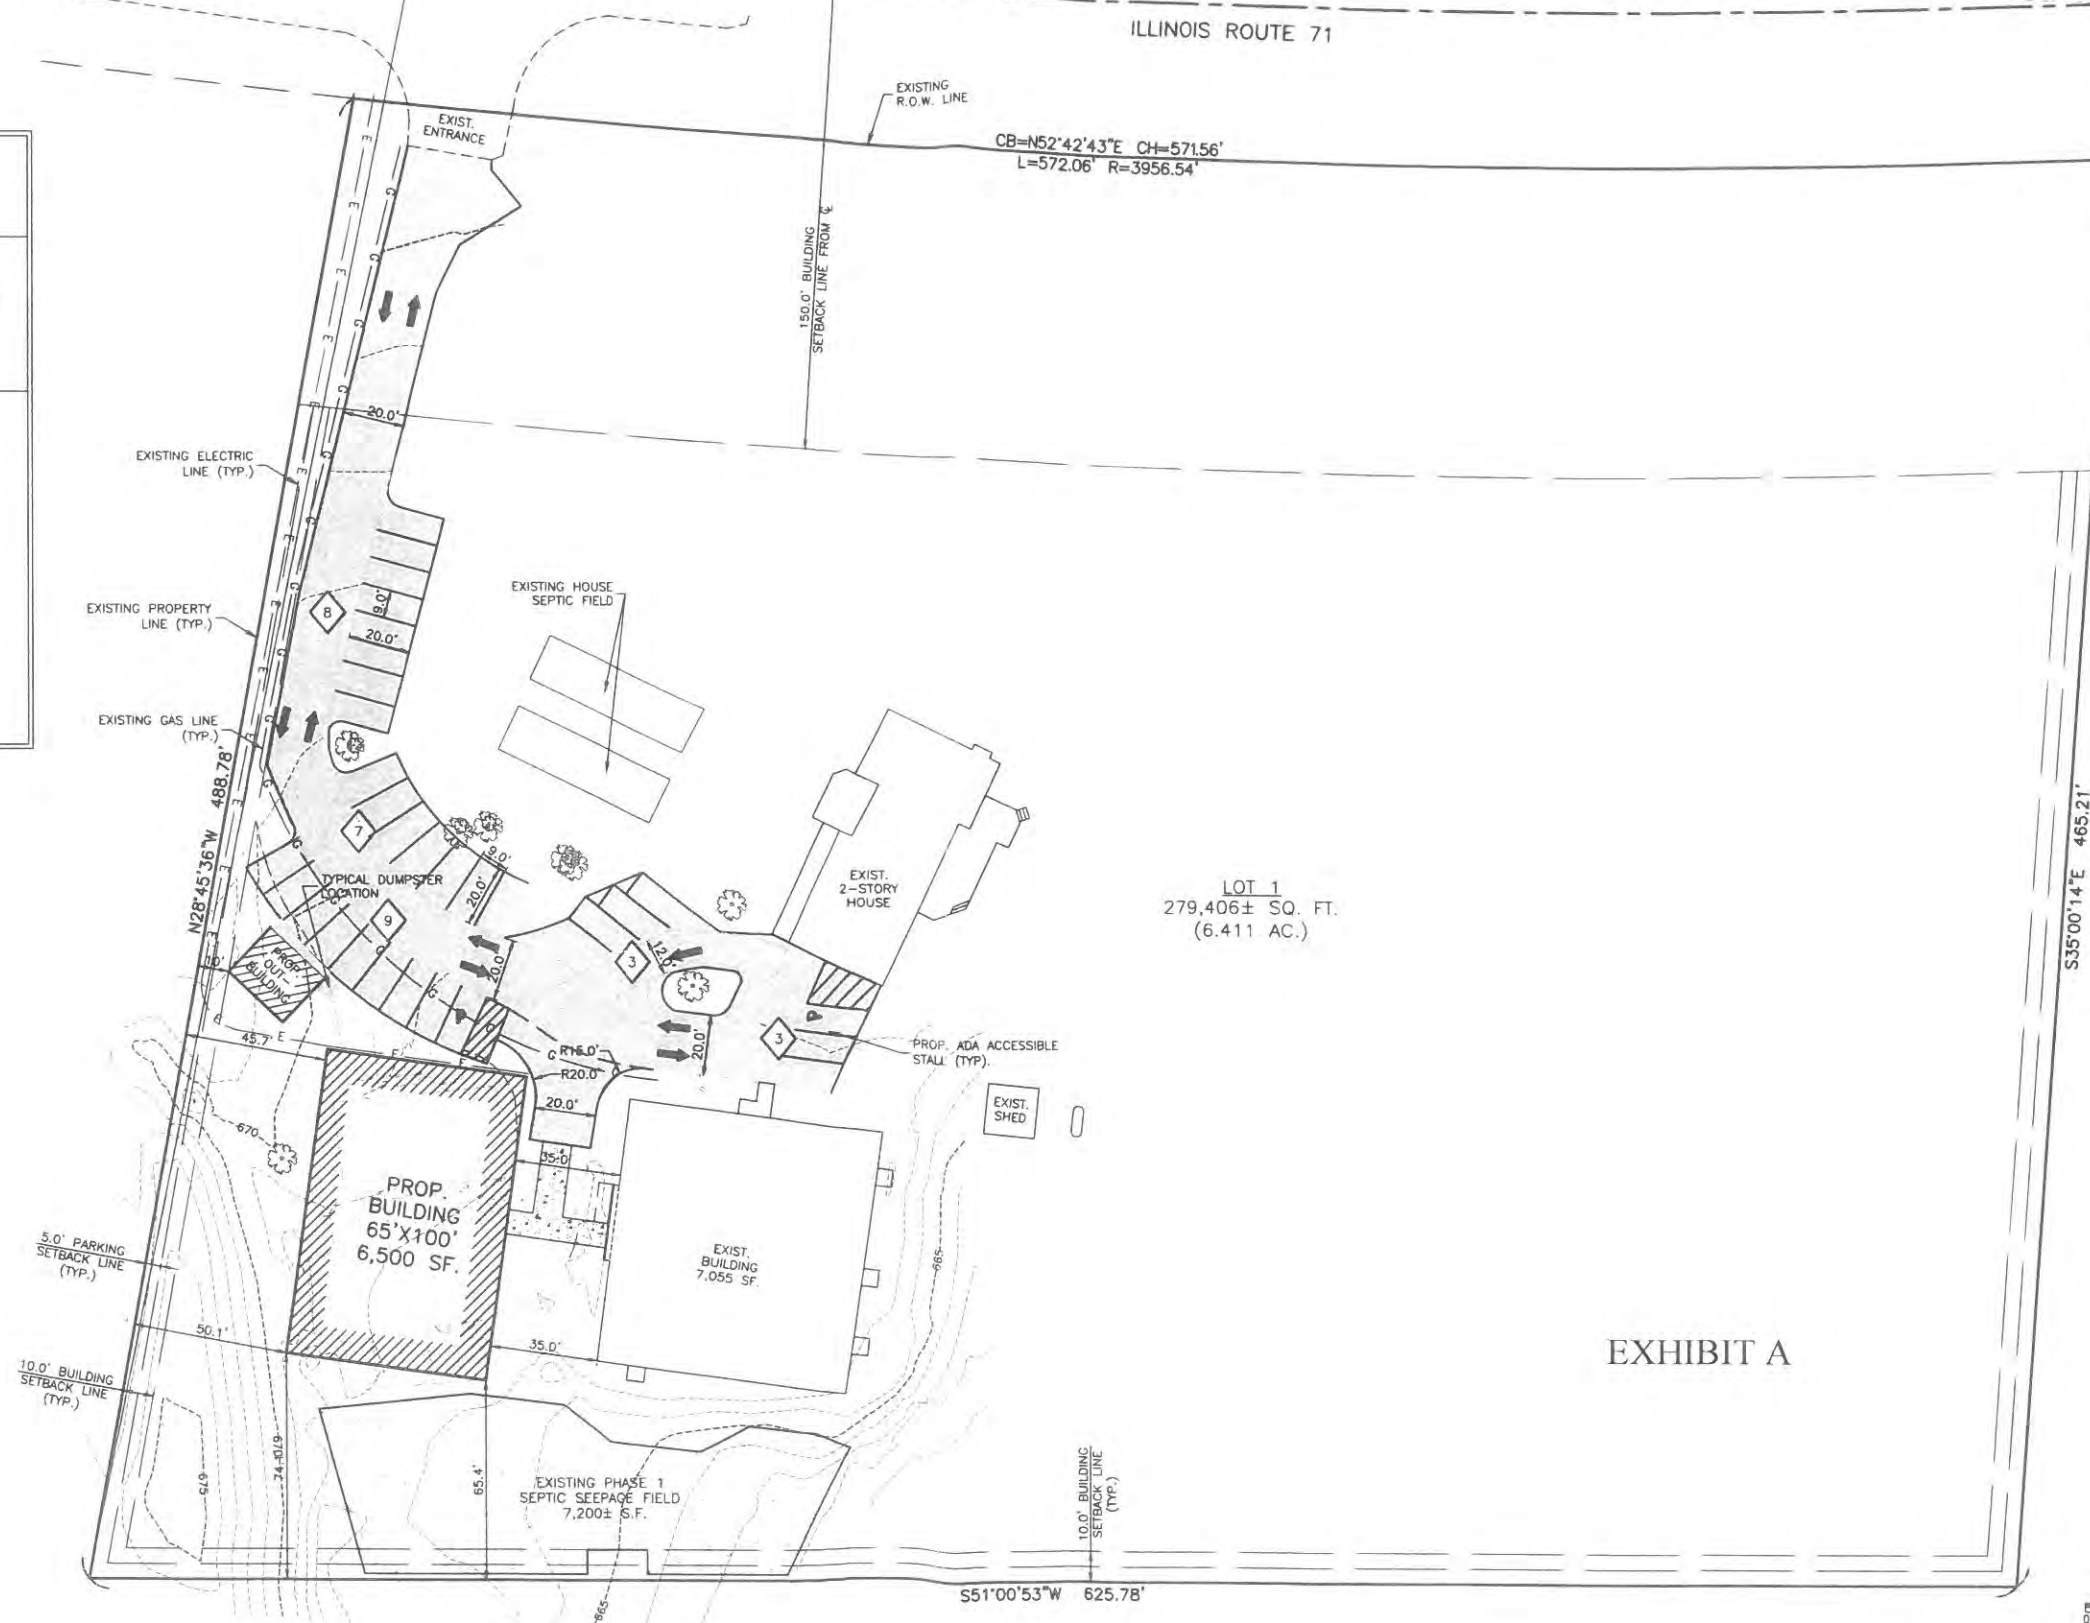 ILLINOIS ROUTE 71
EXISTING
R.O.W. LINE
EXIST.
ENTRANCE
CB=N52°42'43"E CH=571.56'
L=572.06' R=3956.54'
150.0' BUILDING
SETBACK LINE FROM ℄
20.0'
EXISTING ELECTRIC
LINE (TYP.)
EXISTING HOUSE
SEPTIC FIELD
EXISTING PROPERTY
LINE (TYP.)
8
9.0'
20.0'
EXISTING GAS LINE
(TYP.)
N28°45'36"W 488.78'
7
9.0'
20.0'
TYPICAL DUMPSTER
LOCATION
9
EXIST.
2-STORY
HOUSE
LOT 1
279,406± SQ. FT.
(6.411 AC.)
S35°00'14"E 465.21'
3
12.0'
20.0'
10'
PROP.
OUT-
BUILDING
20.0'
3
PROP. ADA ACCESSIBLE
STALL (TYP).
45.7'
R15.0'
R20.0'
20.0'
EXIST.
SHED
670
35.0'
PROP.
BUILDING
65'X100'
6,500 SF.
EXIST.
BUILDING
7,055 SF.
665
5.0' PARKING
SETBACK LINE
(TYP.)
50.1'
35.0'
EXHIBIT A
10.0' BUILDING
SETBACK LINE
(TYP.)
675
65.4'
EXISTING PHASE 1
SEPTIC SEEPAGE FIELD
7,200± S.F.
10.0' BUILDING
SETBACK LINE
(TYP.)
S51°00'53"W 625.78'
665